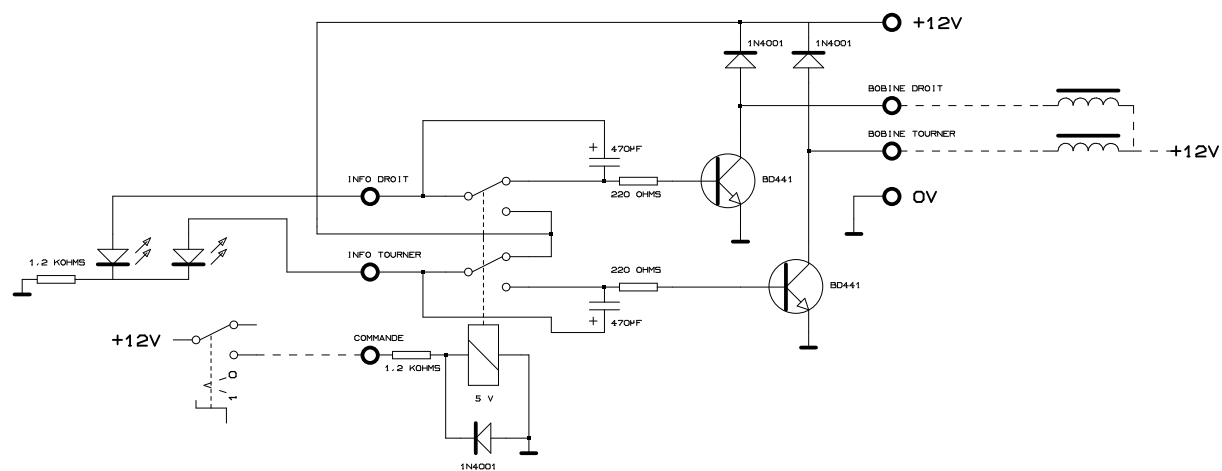 +12V
1N4001
1N4001
BOBINE DROIT
470µF
BOBINE TOURNER
+12V
INFO DROIT
BD441
220 OHMS
0V
INFO TOURNER
1,2 KOHMS
220 OHMS
BD441
470µF
+12V
COMMANDE
1,2 KOHMS
0
1
5 V
1N4001